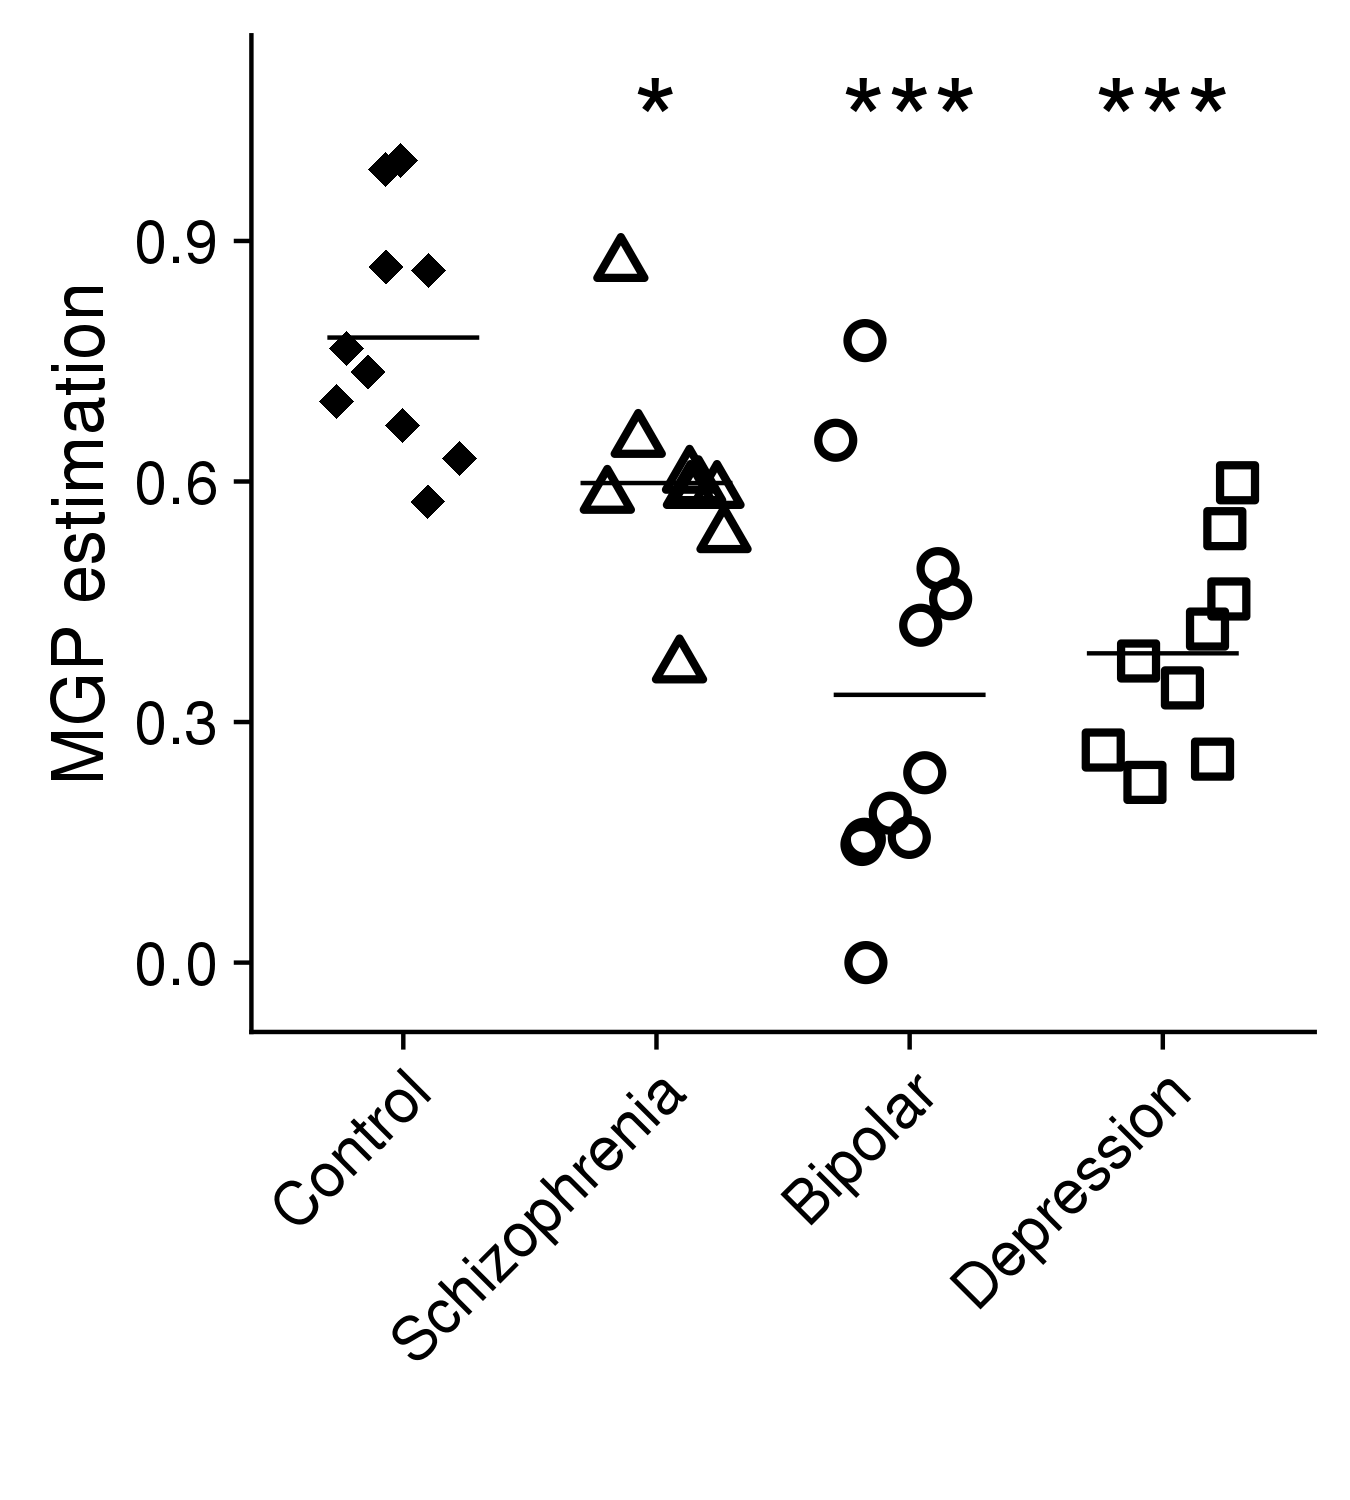 * *** ***
MGP estimation
0.9
0.6
0.3
0.0
Control
Schizophrenia
Bipolar
Depression